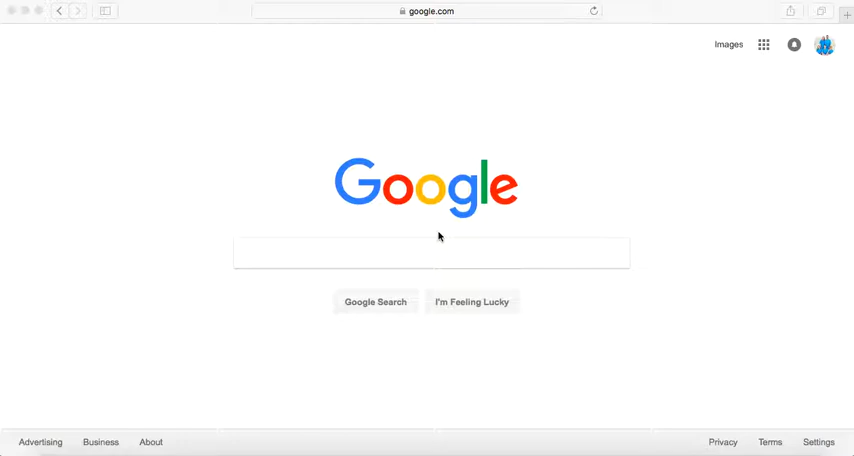 google.com
Images
Google
Google Search I'm Feeling Lucky
Advertising Business About Privacy Terms Settings